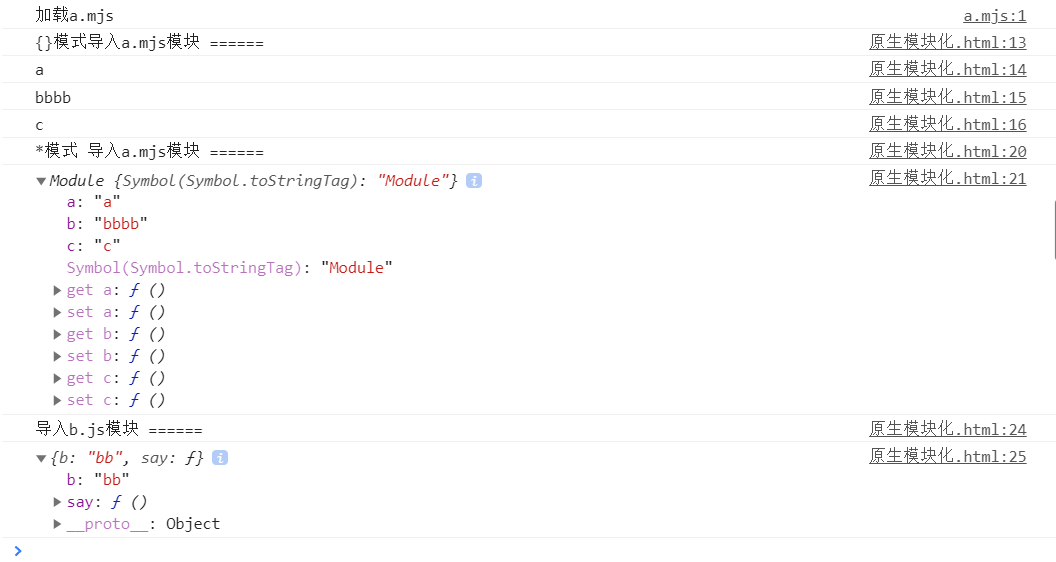 加载a.mjs a.mjs:1
{}模式导入a.mjs模块 ====== 原生模块化.html:13
a 原生模块化.html:14
bbbb 原生模块化.html:15
c 原生模块化.html:16
*模式 导入a.mjs模块 ====== 原生模块化.html:20
Module {Symbol(Symbol.toStringTag): "Module"} i 原生模块化.html:21
a: "a"
b: "bbbb"
c: "c"
Symbol(Symbol.toStringTag): "Module"
get a: ƒ ()
set a: ƒ ()
get b: ƒ ()
set b: ƒ ()
get c: ƒ ()
set c: ƒ ()
导入b.js模块 ====== 原生模块化.html:24
{b: "bb", say: ƒ} i 原生模块化.html:25
b: "bb"
say: ƒ ()
__proto__: Object